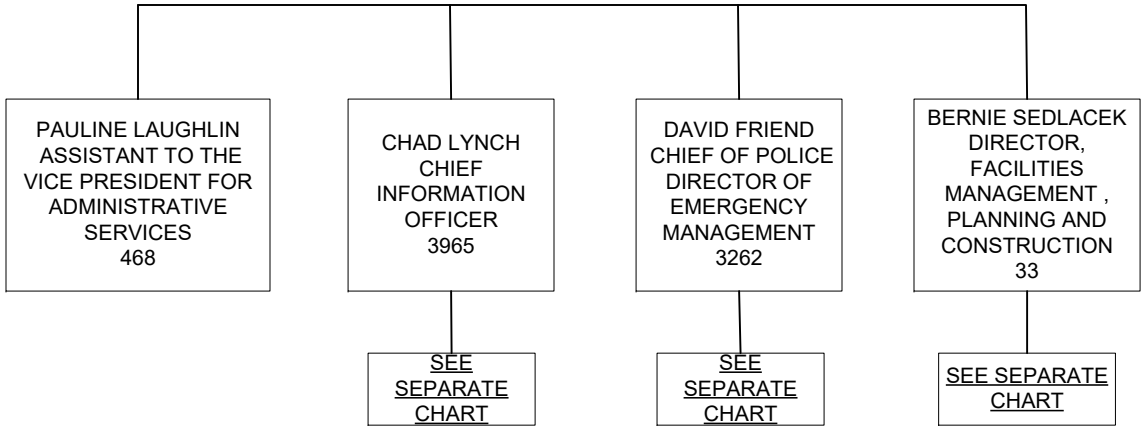 PAULINE LAUGHLIN
ASSISTANT TO THE
VICE PRESIDENT FOR
ADMINISTRATIVE
SERVICES
468
CHAD LYNCH
CHIEF
INFORMATION
OFFICER
3965
DAVID FRIEND
CHIEF OF POLICE
DIRECTOR OF
EMERGENCY
MANAGEMENT
3262
BERNIE SEDLACEK
DIRECTOR,
FACILITIES
MANAGEMENT ,
PLANNING AND
CONSTRUCTION
33
SEE
SEPARATE
CHART
SEE
SEPARATE
CHART
SEE SEPARATE
CHART